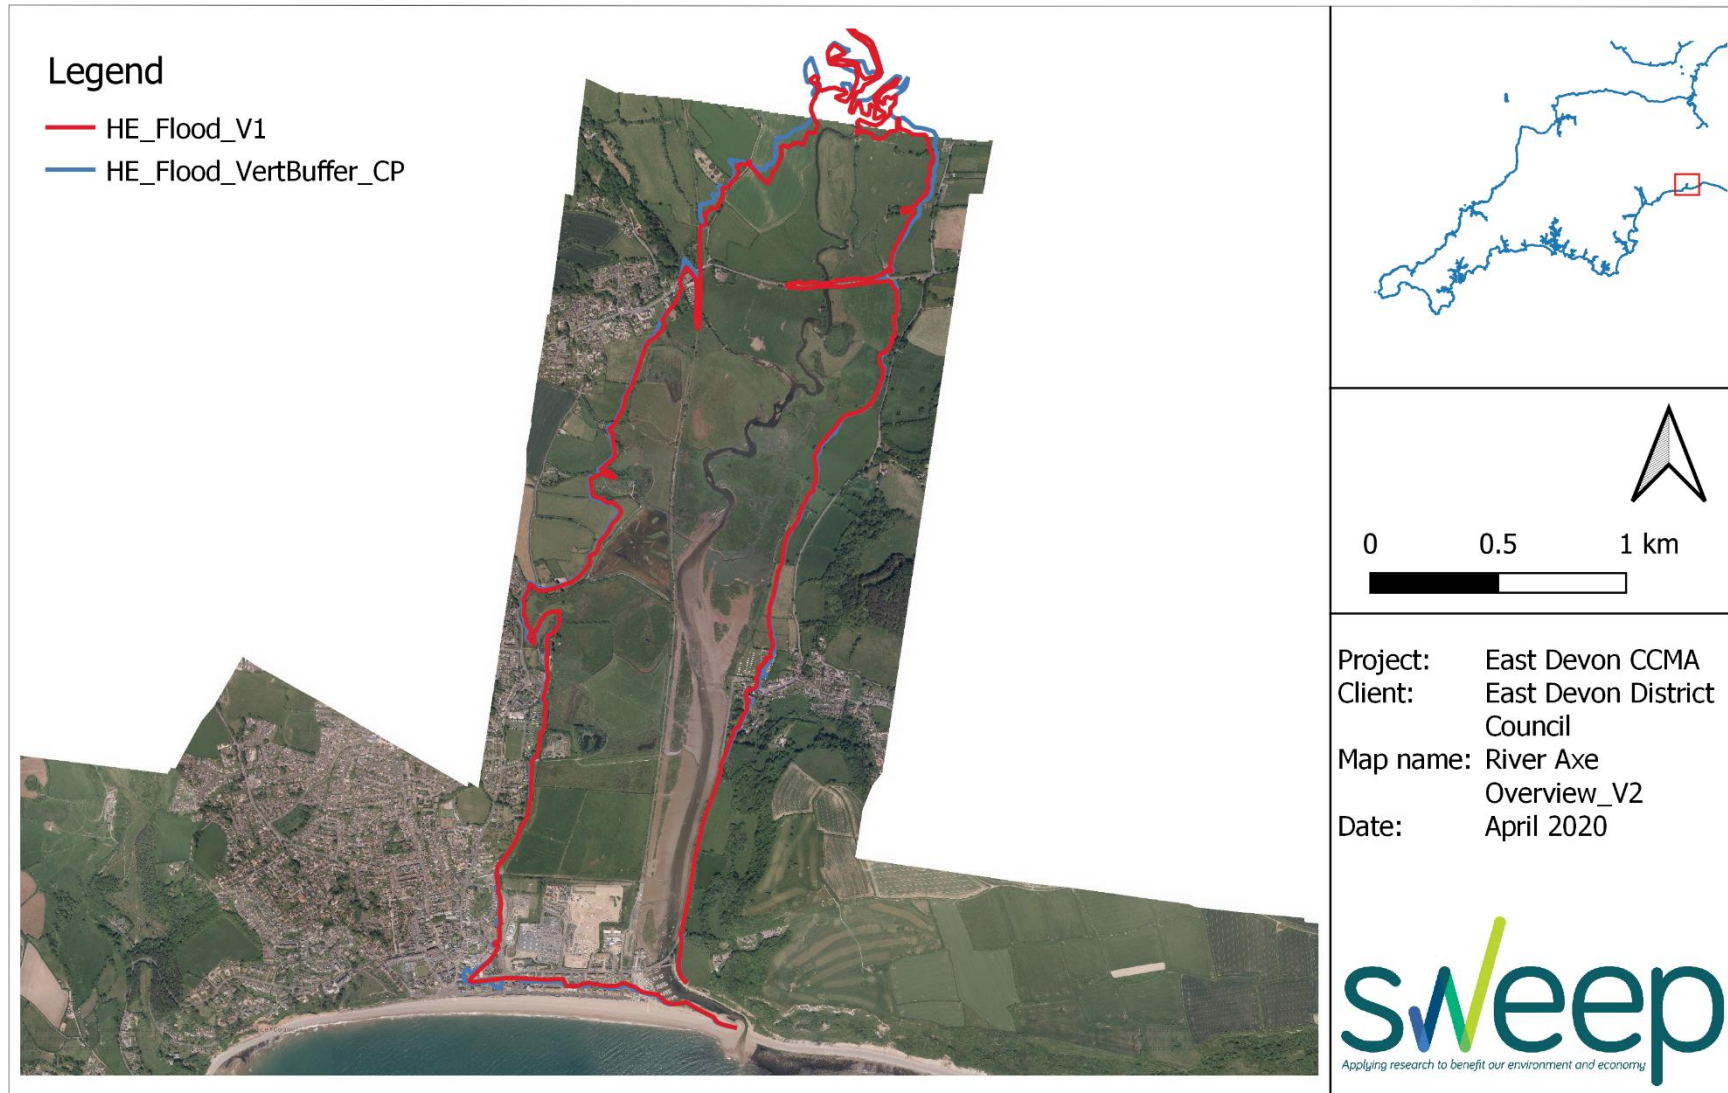 Legend
HE_Flood_V1
HE_Flood_VertBuffer_CP
0 0.5 1 km
Project: East Devon CCMA
Client: East Devon District
Council
Map name: River Axe
Overview_V2
Date: April 2020
sweep
Applying research to benefit our environment and economy